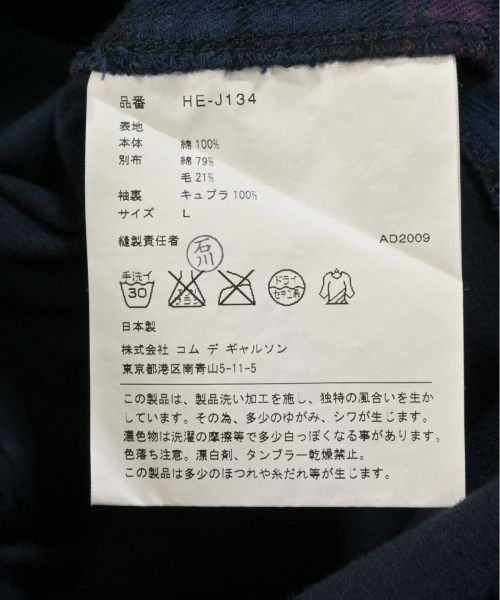 品番 HE-J134
表地
本体 綿 100%
別布 綿 79%
毛 21%
袖裏 キュプラ 100%
サイズ L
縫製責任者 石川 AD2009
手洗イ 30 エンソ サラシ ドライ セキユ系
日本製
株式会社 コム デ ギャルソン
東京都港区南青山5-11-5
この製品は、製品洗い加工を施し、独特の風合いを生か
しています。その為、多少のゆがみ、シワが生じます。
濃色物は洗濯の摩擦等で多少白っぽくなる事があります。
色落ち注意。漂白剤、タンブラー乾燥禁止。
この製品は多少のほつれや糸だれ等が生じます。